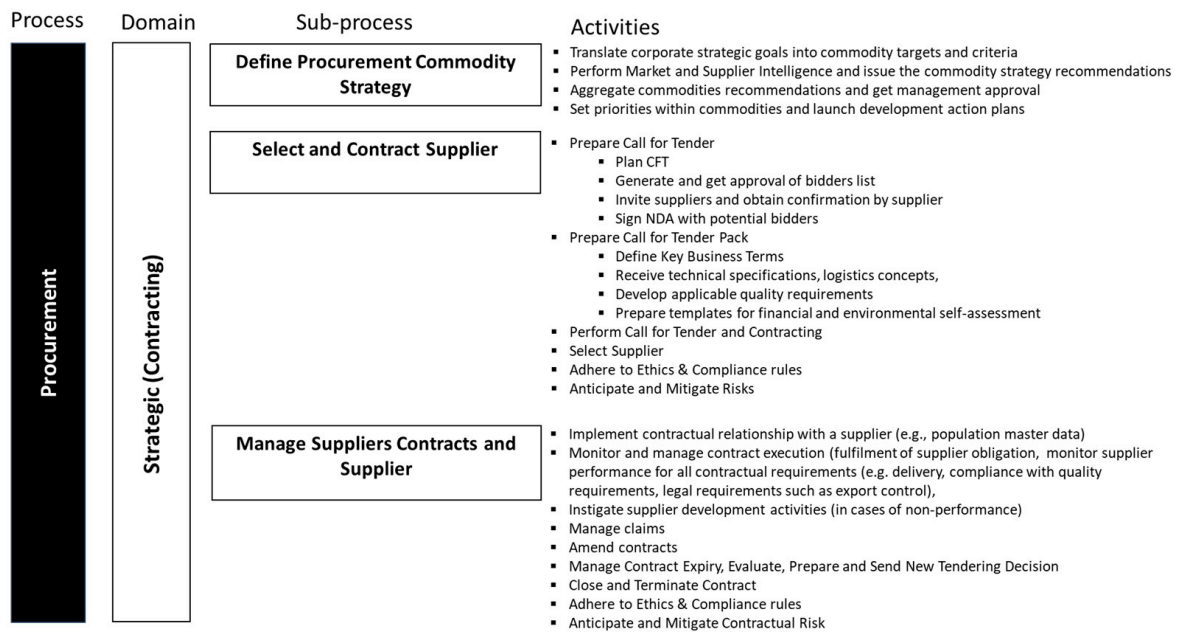 Process
Domain
Sub-process
Activities
Procurement
Strategic (Contracting)
Define Procurement Commodity
Strategy
▪ Translate corporate strategic goals into commodity targets and criteria
▪ Perform Market and Supplier Intelligence and issue the commodity strategy recommendations
▪ Aggregate commodities recommendations and get management approval
▪ Set priorities within commodities and launch development action plans
Select and Contract Supplier
▪ Prepare Call for Tender
▪ Plan CFT
▪ Generate and get approval of bidders list
▪ Invite suppliers and obtain confirmation by supplier
▪ Sign NDA with potential bidders
▪ Prepare Call for Tender Pack
▪ Define Key Business Terms
▪ Receive technical specifications, logistics concepts,
▪ Develop applicable quality requirements
▪ Prepare templates for financial and environmental self-assessment
▪ Perform Call for Tender and Contracting
▪ Select Supplier
▪ Adhere to Ethics & Compliance rules
▪ Anticipate and Mitigate Risks
Manage Suppliers Contracts and
Supplier
▪ Implement contractual relationship with a supplier (e.g., population master data)
▪ Monitor and manage contract execution (fulfilment of supplier obligation, monitor supplier
performance for all contractual requirements (e.g. delivery, compliance with quality
requirements, legal requirements such as export control),
▪ Instigate supplier development activities (in cases of non-performance)
▪ Manage claims
▪ Amend contracts
▪ Manage Contract Expiry, Evaluate, Prepare and Send New Tendering Decision
▪ Close and Terminate Contract
▪ Adhere to Ethics & Compliance rules
▪ Anticipate and Mitigate Contractual Risk